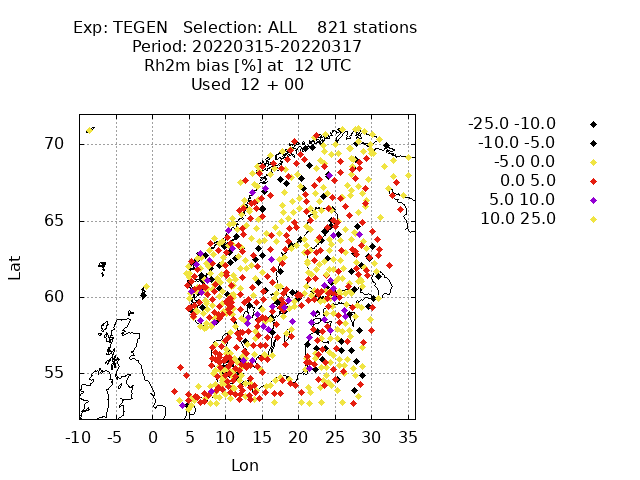 Exp: TEGEN   Selection: ALL    821 stations
Period: 20220315-20220317
Rh2m bias [%] at  12 UTC
Used  12 + 00
-25.0 -10.0
-10.0 -5.0
-5.0 0.0
0.0 5.0
5.0 10.0
10.0 25.0
70
65
60
55
Lat
-10 -5 0 5 10 15 20 25 30 35
Lon